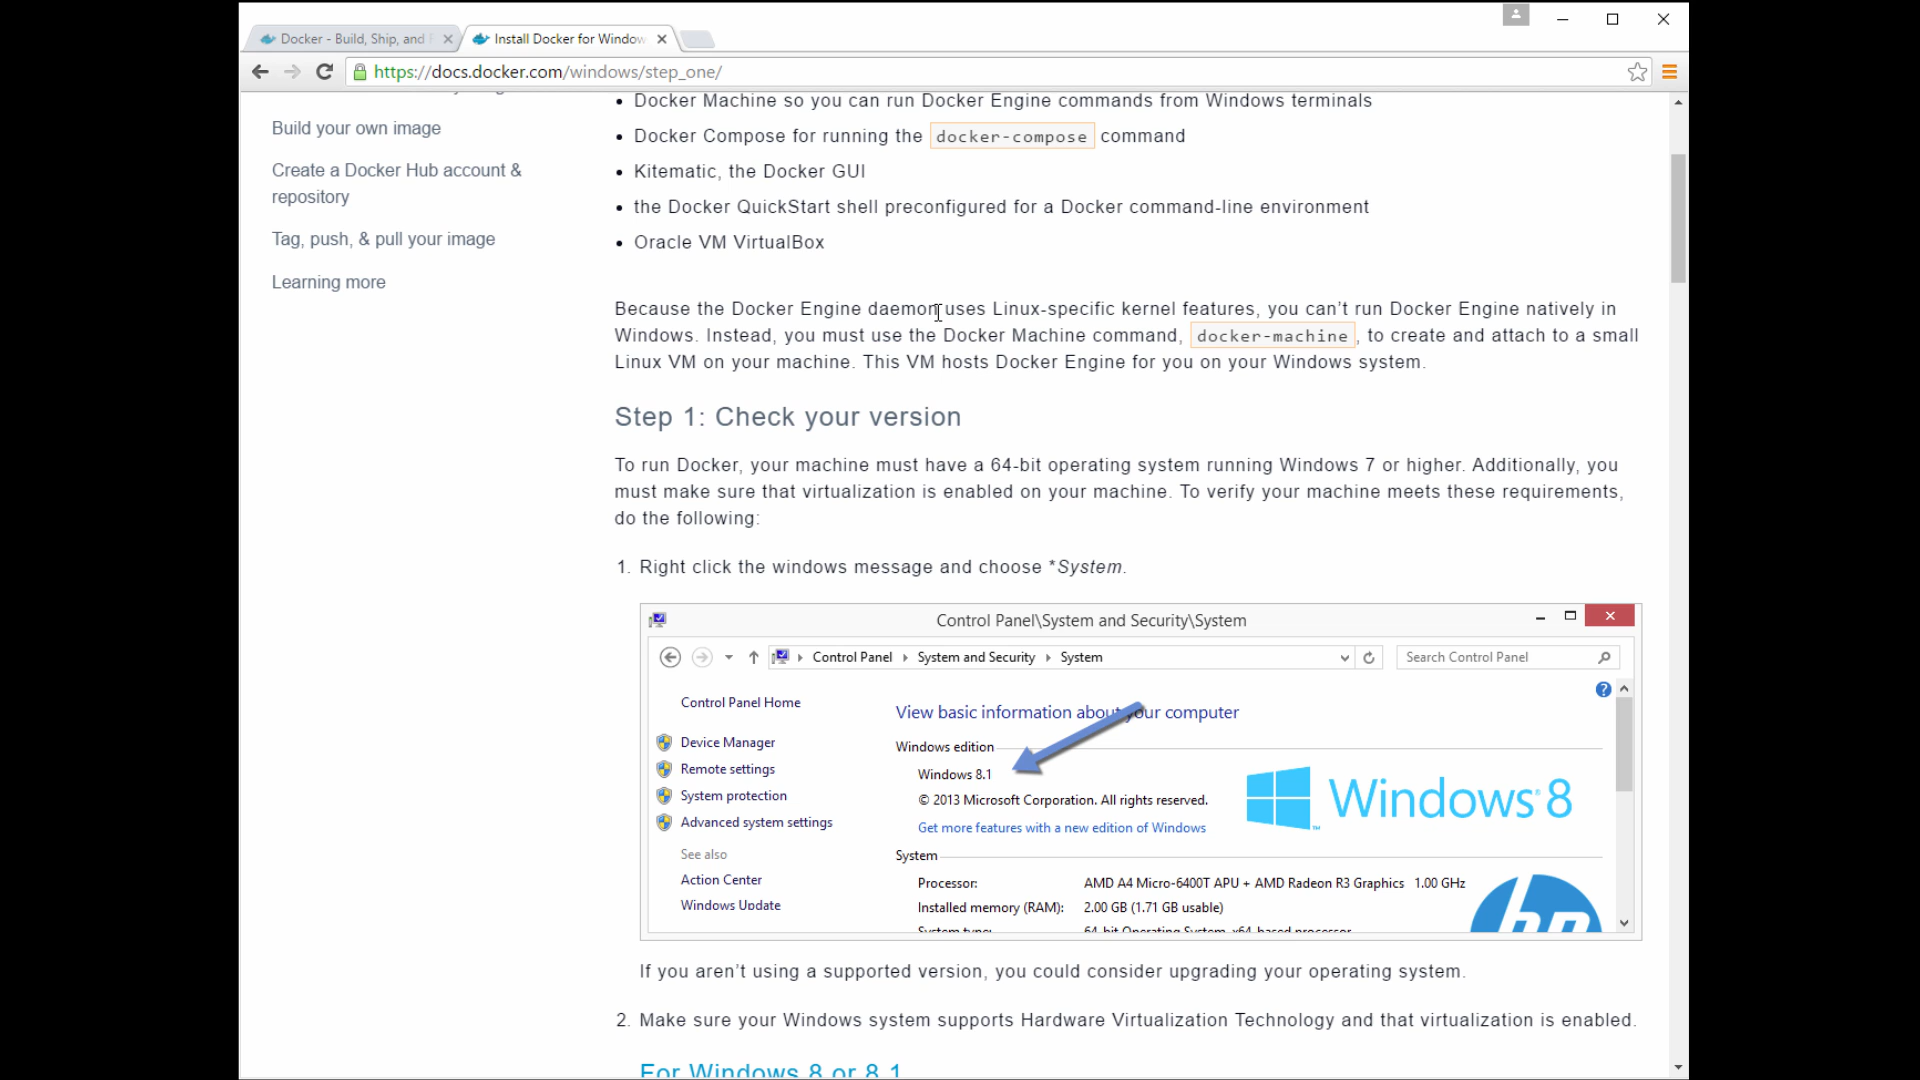 Docker - Build, Ship, and
Install Docker for Window
https://docs.docker.com/windows/step_one/
Build your own image
Create a Docker Hub account &
repository
Tag, push, & pull your image
Learning more
• Docker Machine so you can run Docker Engine commands from Windows terminals
• Docker Compose for running the docker-compose command
• Kitematic, the Docker GUI
• the Docker QuickStart shell preconfigured for a Docker command-line environment
• Oracle VM VirtualBox
Because the Docker Engine daemon uses Linux-specific kernel features, you can't run Docker Engine natively in
Windows. Instead, you must use the Docker Machine command, docker-machine, to create and attach to a small
Linux VM on your machine. This VM hosts Docker Engine for you on your Windows system.
Step 1: Check your version
To run Docker, your machine must have a 64-bit operating system running Windows 7 or higher. Additionally, you
must make sure that virtualization is enabled on your machine. To verify your machine meets these requirements,
do the following:
1. Right click the windows message and choose *System.
Control Panel\System and Security\System
Control Panel
System and Security
System
Search Control Panel
Control Panel Home
Device Manager
Remote settings
System protection
Advanced system settings
See also
Action Center
Windows Update
View basic information about your computer
Windows edition
Windows 8.1
© 2013 Microsoft Corporation. All rights reserved.
Get more features with a new edition of Windows
Windows 8
System
Processor: AMD A4 Micro-6400T APU + AMD Radeon R3 Graphics 1.00 GHz
Installed memory (RAM): 2.00 GB (1.71 GB usable)
System type: 64-bit Operating System, x64-based processor
hp
If you aren't using a supported version, you could consider upgrading your operating system.
2. Make sure your Windows system supports Hardware Virtualization Technology and that virtualization is enabled.
For Windows 8 or 8.1